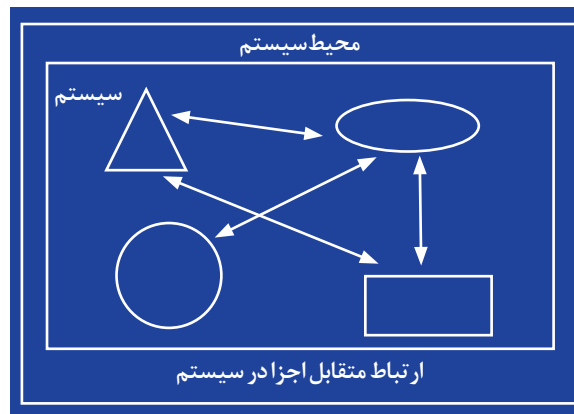 محیط سیستم
سیستم
ارتباط متقابل اجزا در سیستم